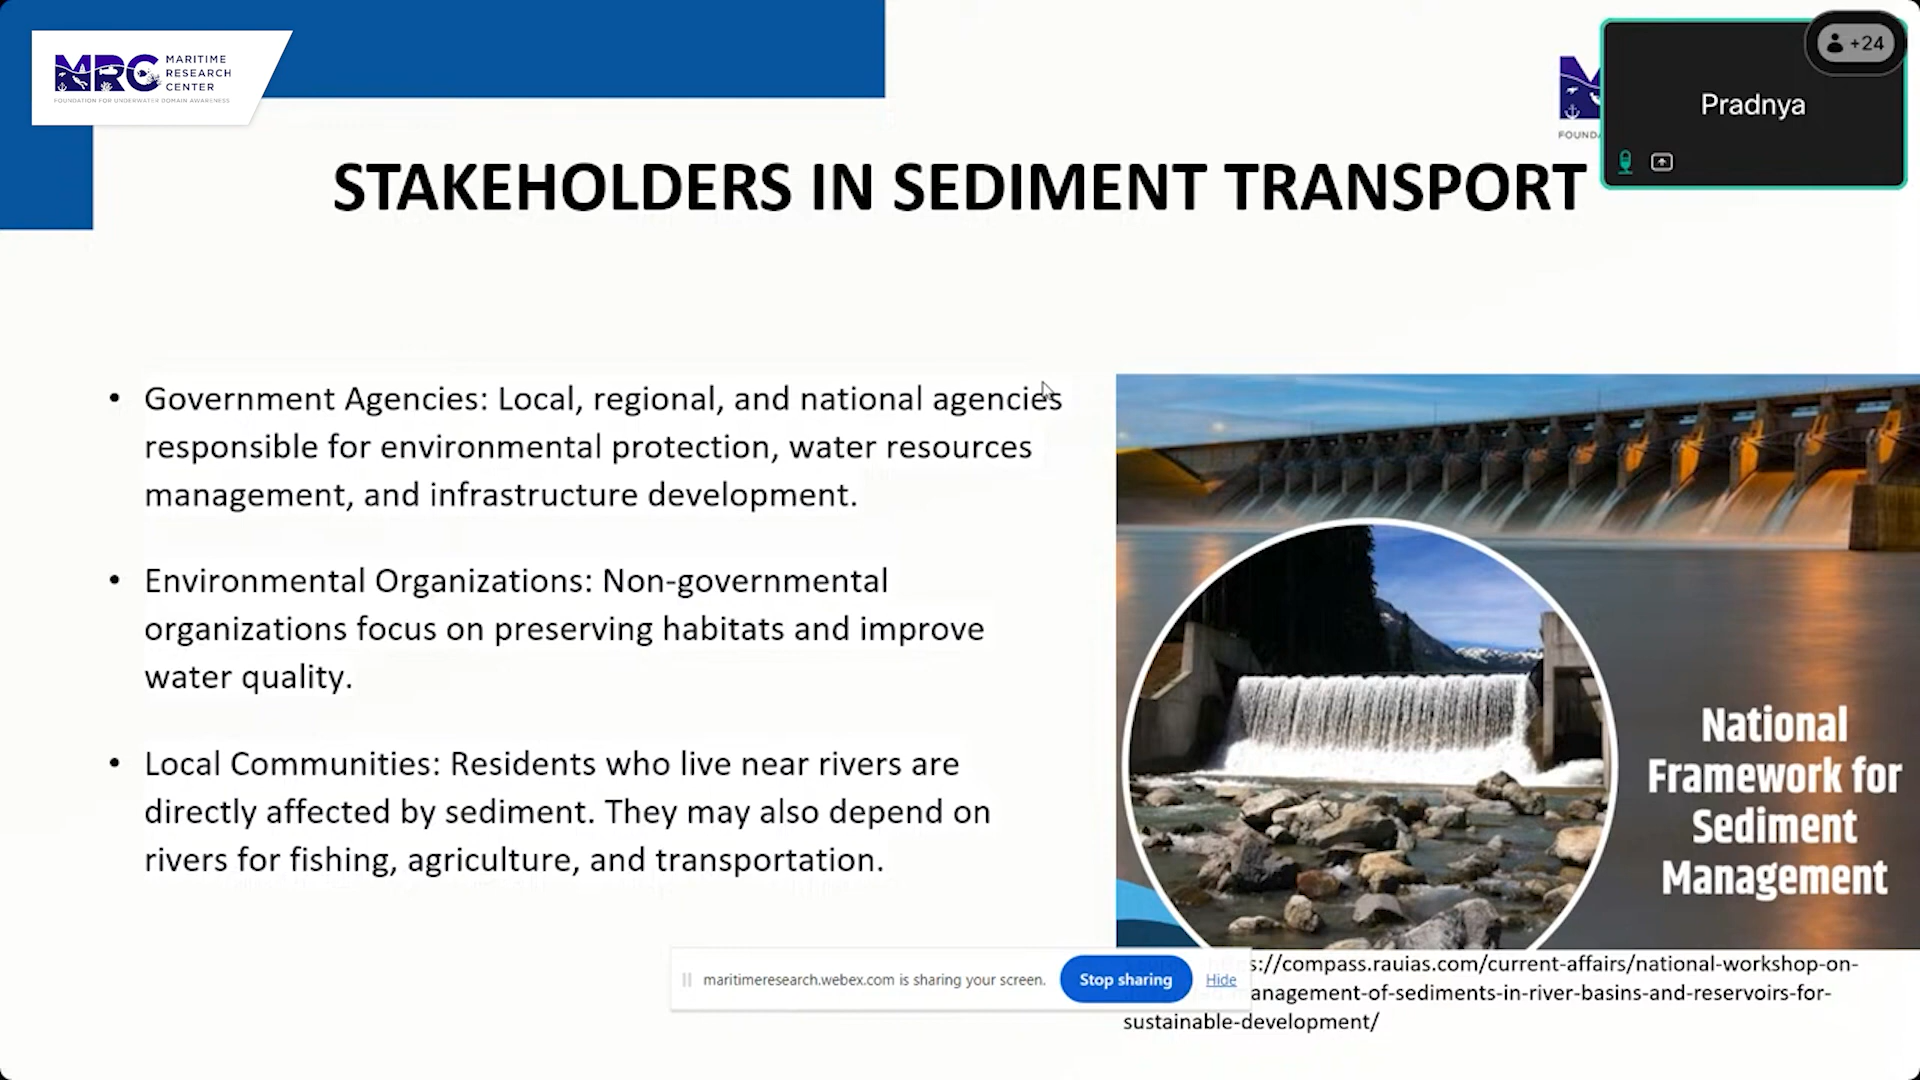 MRC MARITIME
RESEARCH
CENTER
FOUNDATION FOR UNDERWATER DOMAIN AWARENESS
+24
Pradnya
STAKEHOLDERS IN SEDIMENT TRANSPORT
• Government Agencies: Local, regional, and national agencies
responsible for environmental protection, water resources
management, and infrastructure development.
• Environmental Organizations: Non-governmental
organizations focus on preserving habitats and improve
water quality.
• Local Communities: Residents who live near rivers are
directly affected by sediment. They may also depend on
rivers for fishing, agriculture, and transportation.
National
Framework for
Sediment
Management
s://compass.rauias.com/current-affairs/national-workshop-on-
anagement-of-sediments-in-river-basins-and-reservoirs-for-
sustainable-development/
maritimeresearch.webex.com is sharing your screen. Stop sharing Hide